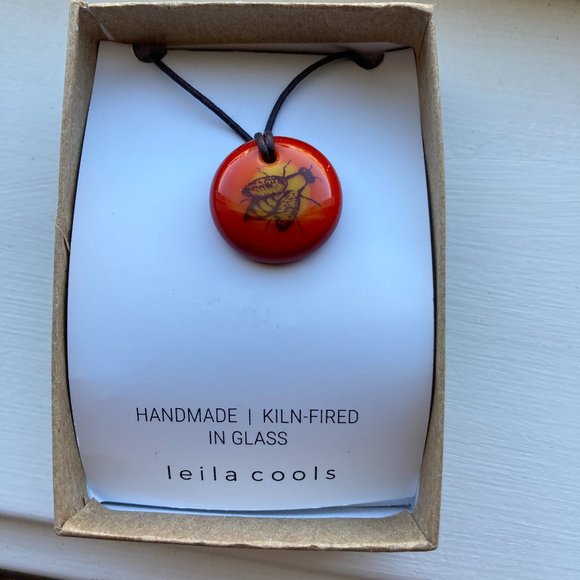 HANDMADE | KILN-FIRED
IN GLASS
leila cools